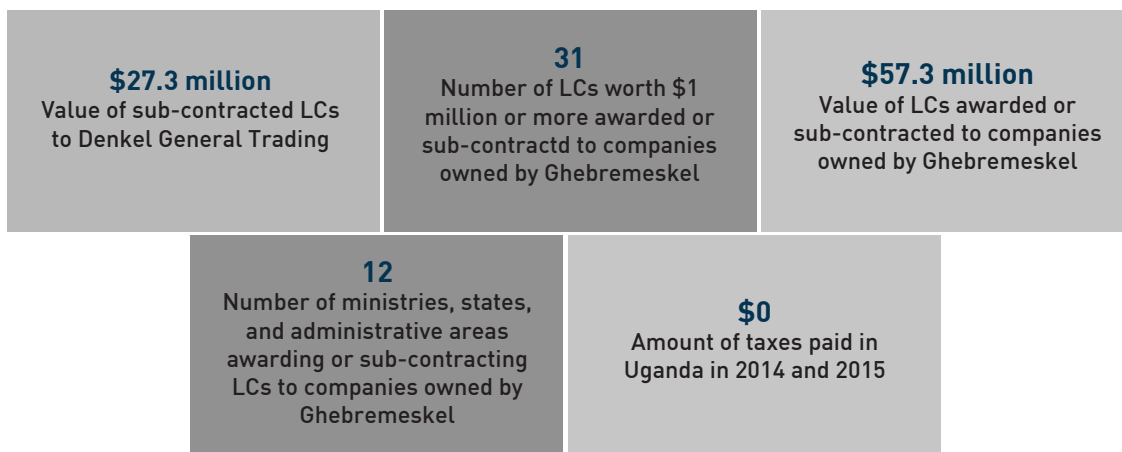 $27.3 million
Value of sub-contracted LCs
to Denkel General Trading
31
Number of LCs worth $1
million or more awarded or
sub-contractd to companies
owned by Ghebremeskel
$57.3 million
Value of LCs awarded or
sub-contracted to companies
owned by Ghebremeskel
12
Number of ministries, states,
and administrative areas
awarding or sub-contracting
LCs to companies owned by
Ghebremeskel
$0
Amount of taxes paid in
Uganda in 2014 and 2015